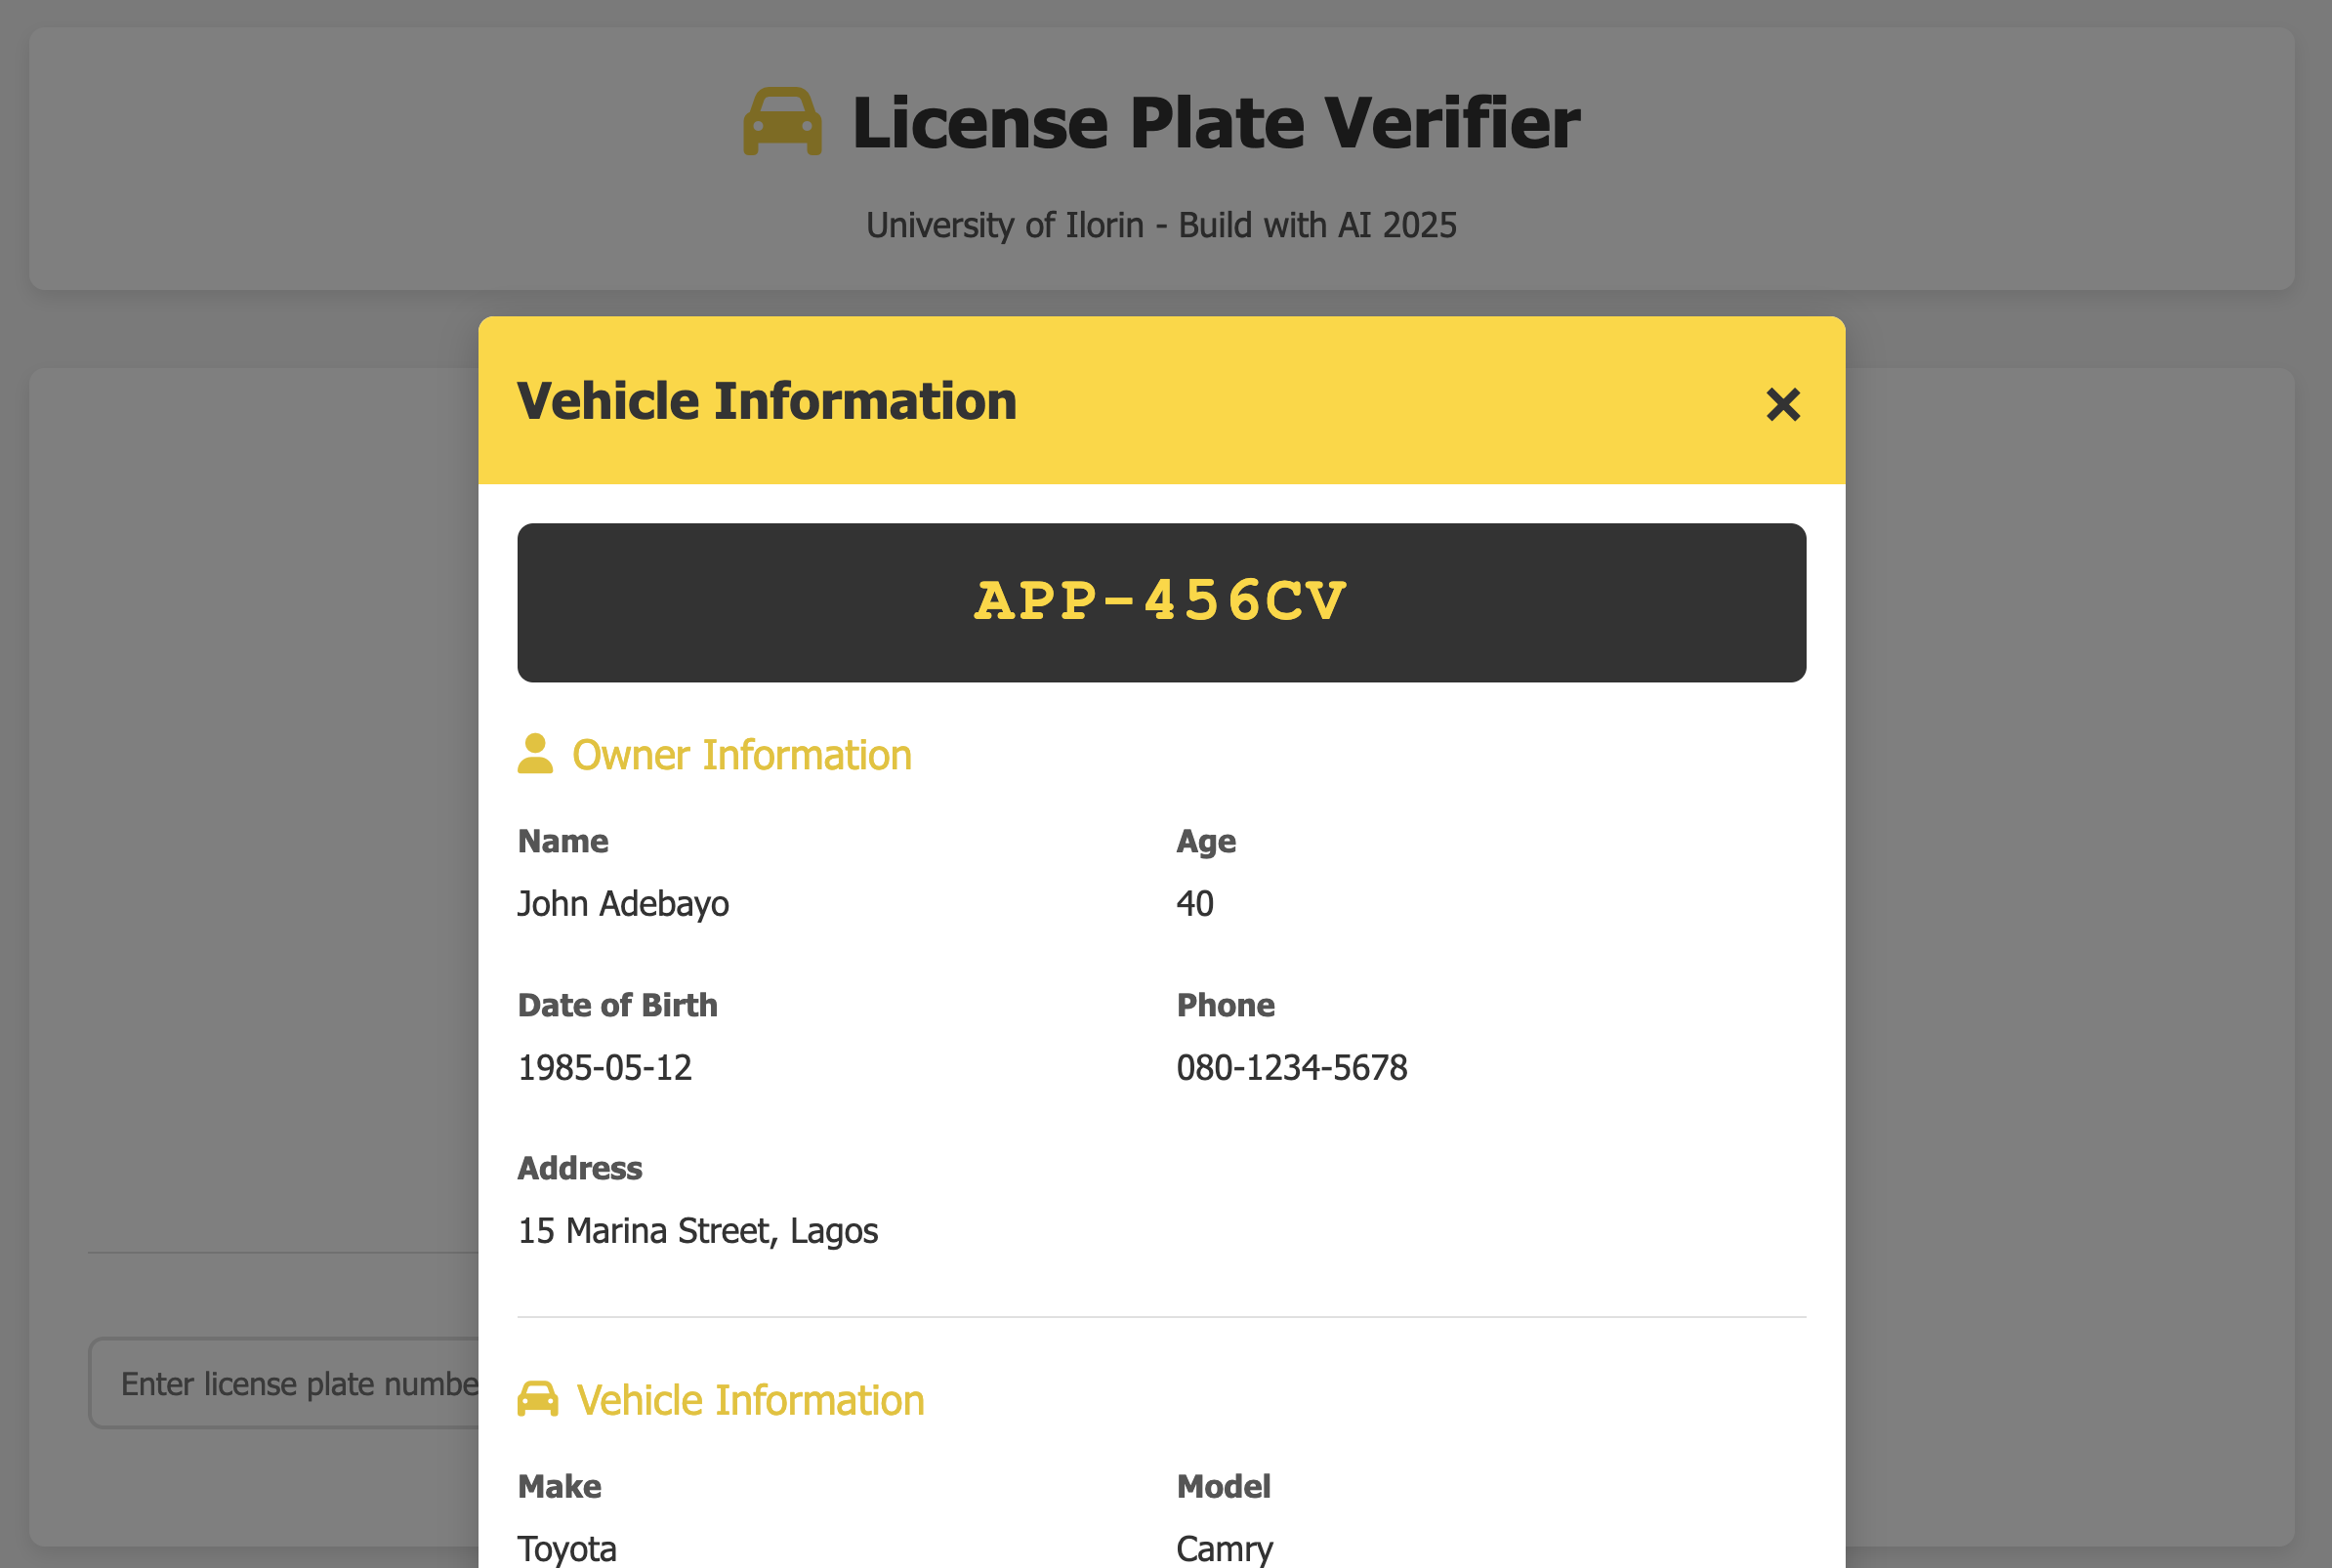 License Plate Verifier
University of Ilorin - Build with AI 2025
Vehicle Information
×
APP-456CV
Owner Information
Name
Age
John Adebayo
40
Date of Birth
Phone
1985-05-12
080-1234-5678
Address
15 Marina Street, Lagos
Enter license plate numbe
Vehicle Information
Make
Model
Toyota
Camry